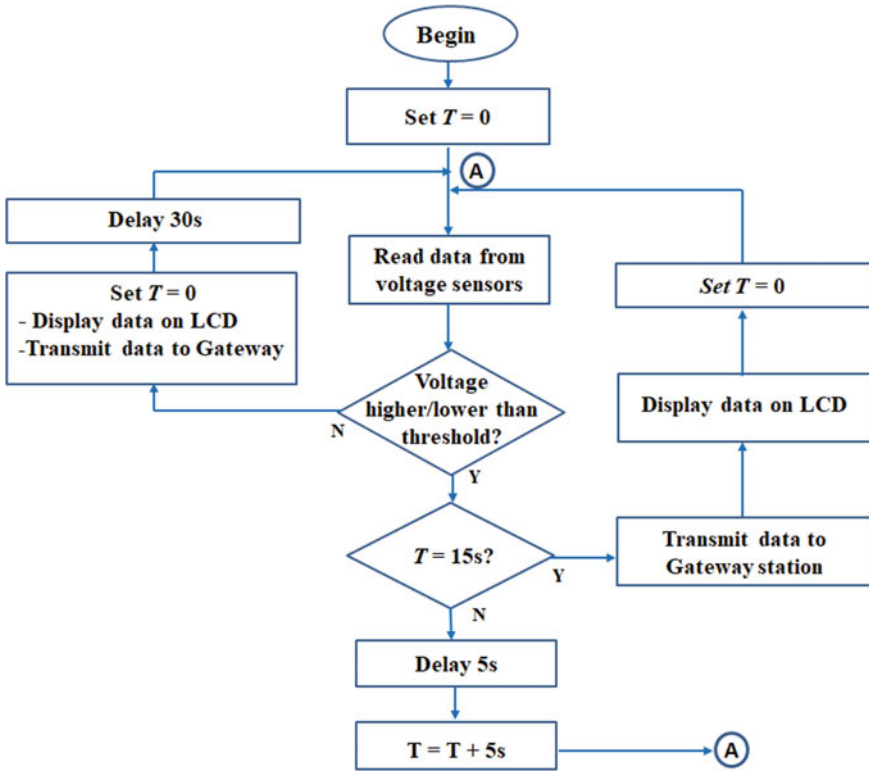 Begin
Set T = 0
A
Delay 30s
Read data from
voltage sensors
Set T = 0
Set T = 0
- Display data on LCD
-Transmit data to Gateway
Voltage
higher/lower than
threshold?
N
Y
Display data on LCD
T = 15s?
Y
N
Transmit data to
Gateway station
Delay 5s
T = T + 5s
A